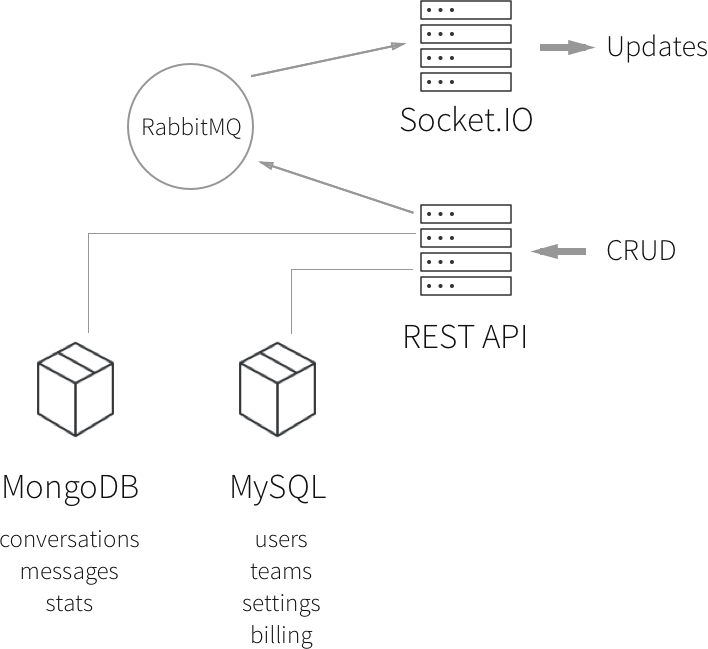 Updates
Socket.IO
RabbitMQ
CRUD
REST API
MongoDB
conversations
messages
stats
MySQL
users
teams
settings
billing